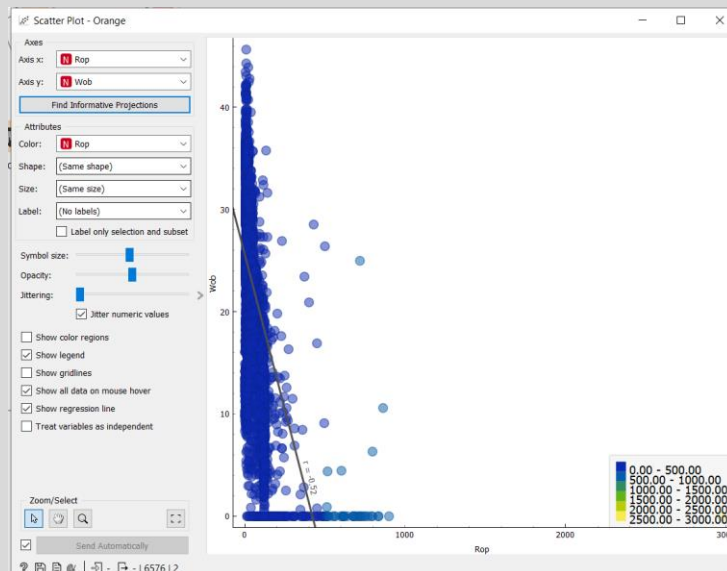 Scatter Plot - Orange
Axes
Axis x: N Rop
Axis y: N Wob
Find Informative Projections
Attributes
Color: N Rop
Shape: (Same shape)
Size: (Same size)
Label: (No labels)
Label only selection and subset
Symbol size:
Opacity:
Jittering:
Jitter numeric values
Show color regions
Show legend
Show gridlines
Show all data on mouse hover
Show regression line
Treat variables as independent
Zoom/Select
Send Automatically
6576 | 2
40
30
20
10
0
Wob
r = -0.52
0
1000
2000
Rop
0.00 - 500.00
500.00 - 1000.00
1000.00 - 1500.00
1500.00 - 2000.00
2000.00 - 2500.00
2500.00 - 3000.00